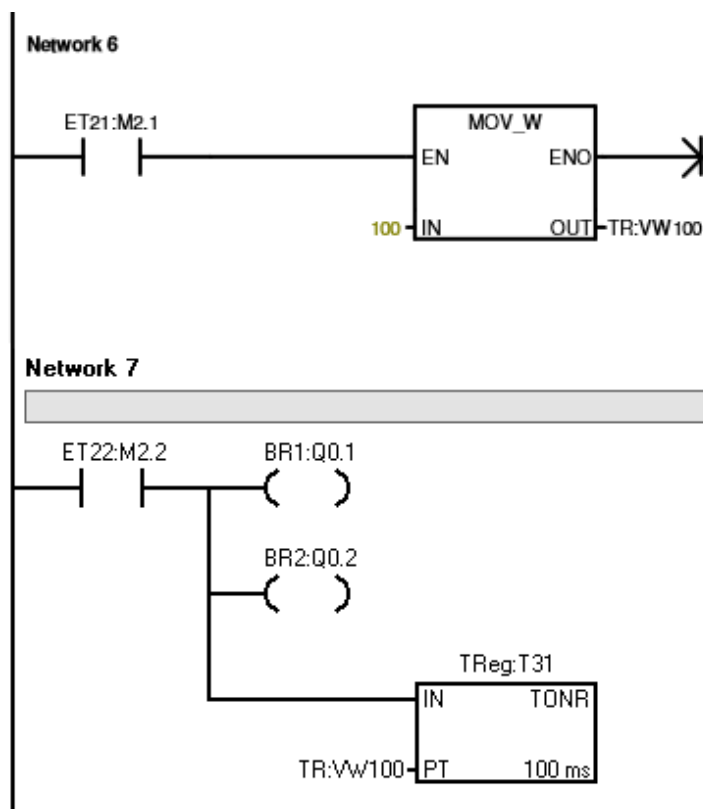 Network 6
ET21:M2.1
MOV_W
EN ENO
100 IN OUT TR:VW100
Network 7
ET22:M2.2 BR1:Q0.1
BR2:Q0.2
TReg:T31
IN TONR
TR:VW100 PT 100 ms